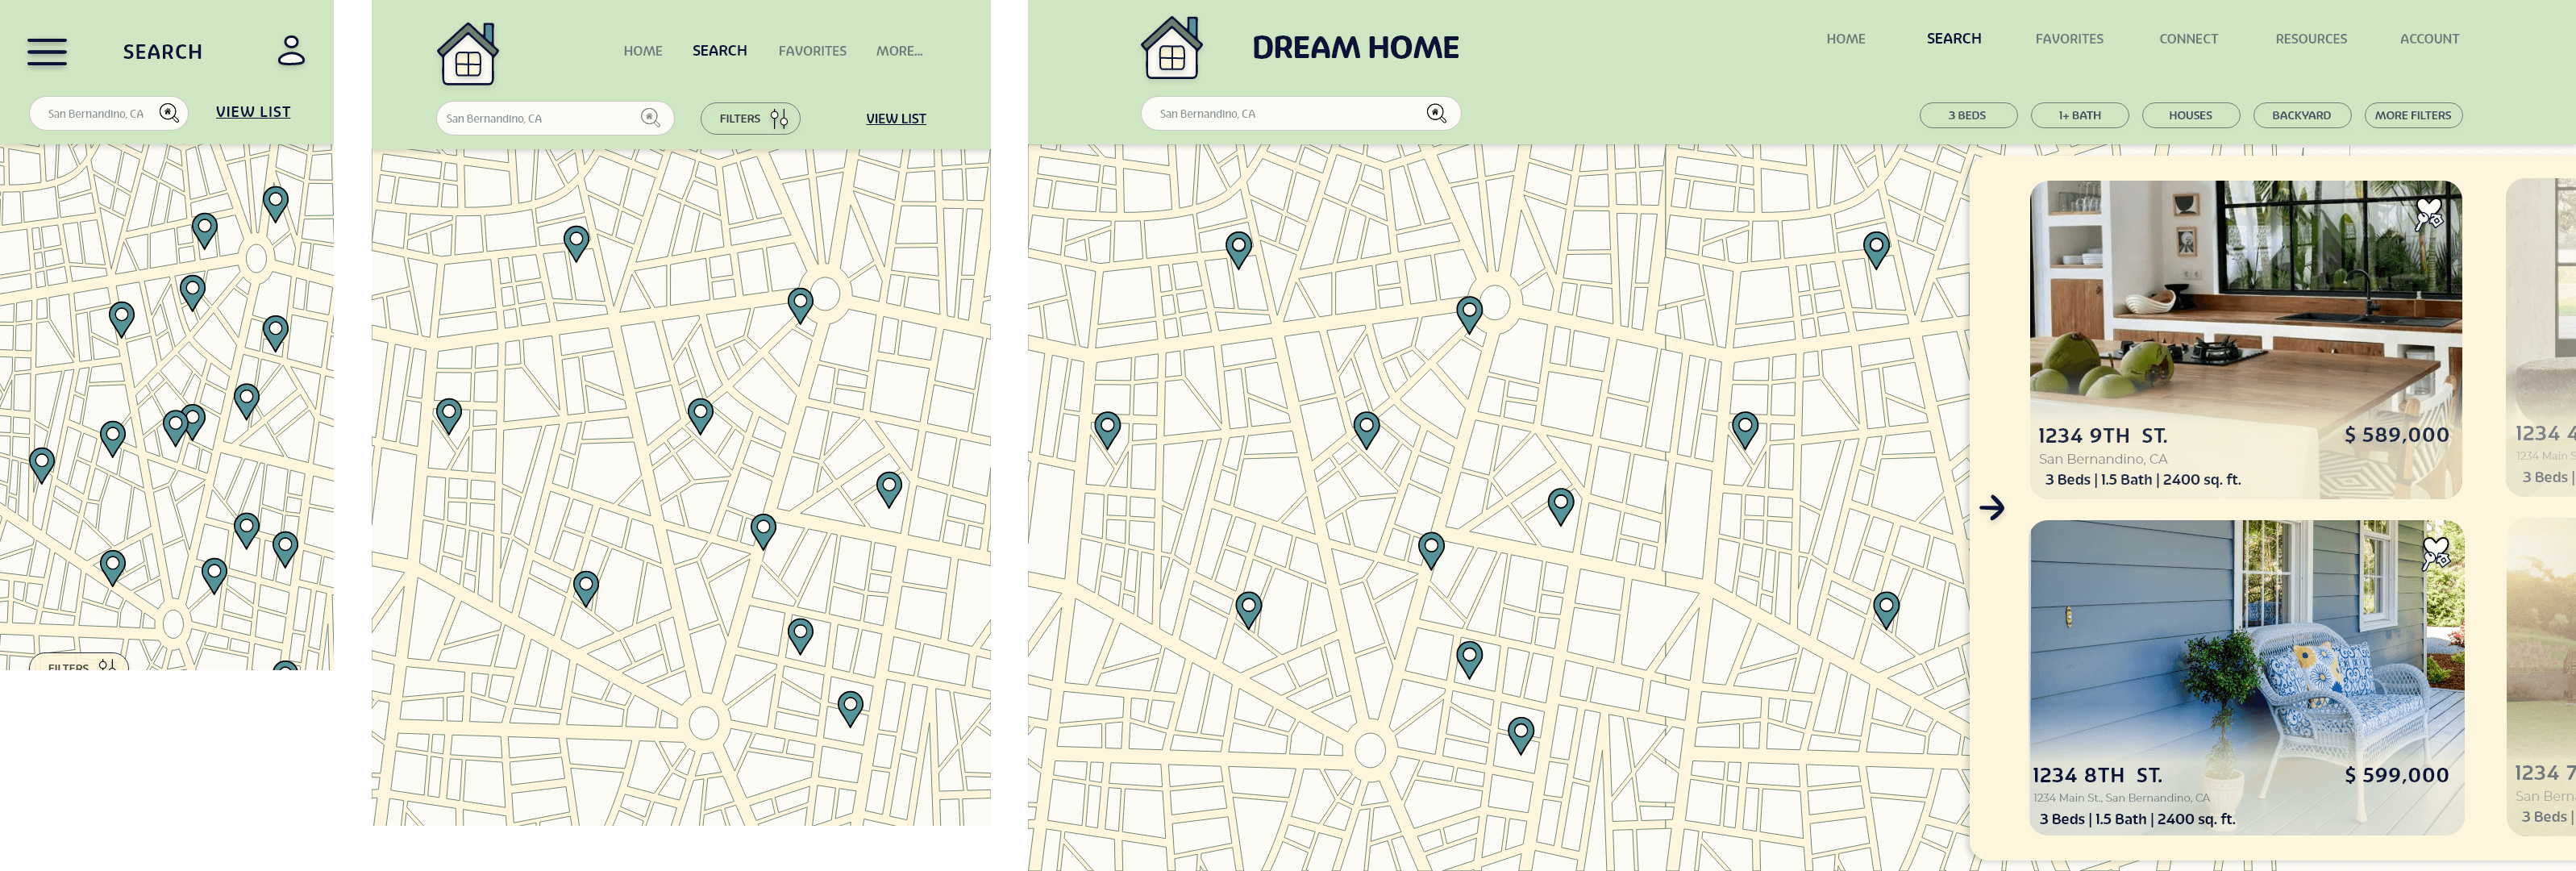 SEARCH
San Bernandino, CA
VIEW LIST
FILTERS
HOME
SEARCH
FAVORITES
MORE...
San Bernandino, CA
FILTERS
VIEW LIST
DREAM HOME
HOME
SEARCH
FAVORITES
CONNECT
RESOURCES
ACCOUNT
San Bernandino, CA
3 BEDS
1+ BATH
HOUSES
BACKYARD
MORE FILTERS
1234 9TH ST.
$ 589,000
San Bernandino, CA
3 Beds | 1.5 Bath | 2400 sq. ft.
1234 4
1234 Main S
3 Beds |
1234 8TH ST.
$ 599,000
1234 Main St., San Bernandino, CA
3 Beds | 1.5 Bath | 2400 sq. ft.
1234 7
San Bern
3 Beds |